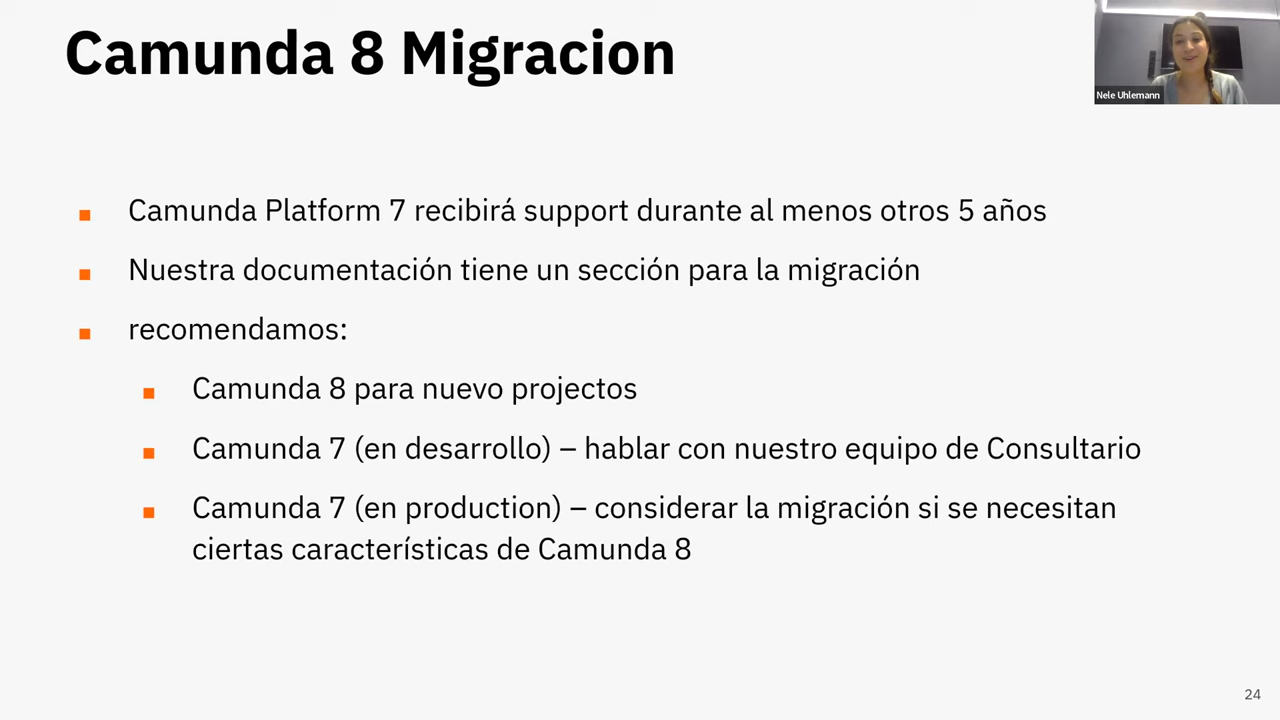 Camunda 8 Migracion
Nele Uhlemann
Camunda Platform 7 recibirá support durante al menos otros 5 años
Nuestra documentación tiene un sección para la migración
recomendamos:
Camunda 8 para nuevo projectos
Camunda 7 (en desarrollo) – hablar con nuestro equipo de Consultario
Camunda 7 (en production) – considerar la migración si se necesitan
ciertas características de Camunda 8
24